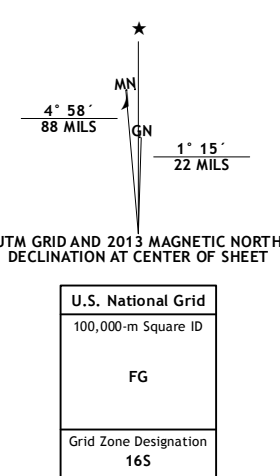 MN
4° 58´
88 MILS
GN
1° 15´
22 MILS
UTM GRID AND 2013 MAGNETIC NORTH
DECLINATION AT CENTER OF SHEET
U.S. National Grid
100,000-m Square ID
FG
Grid Zone Designation
16S